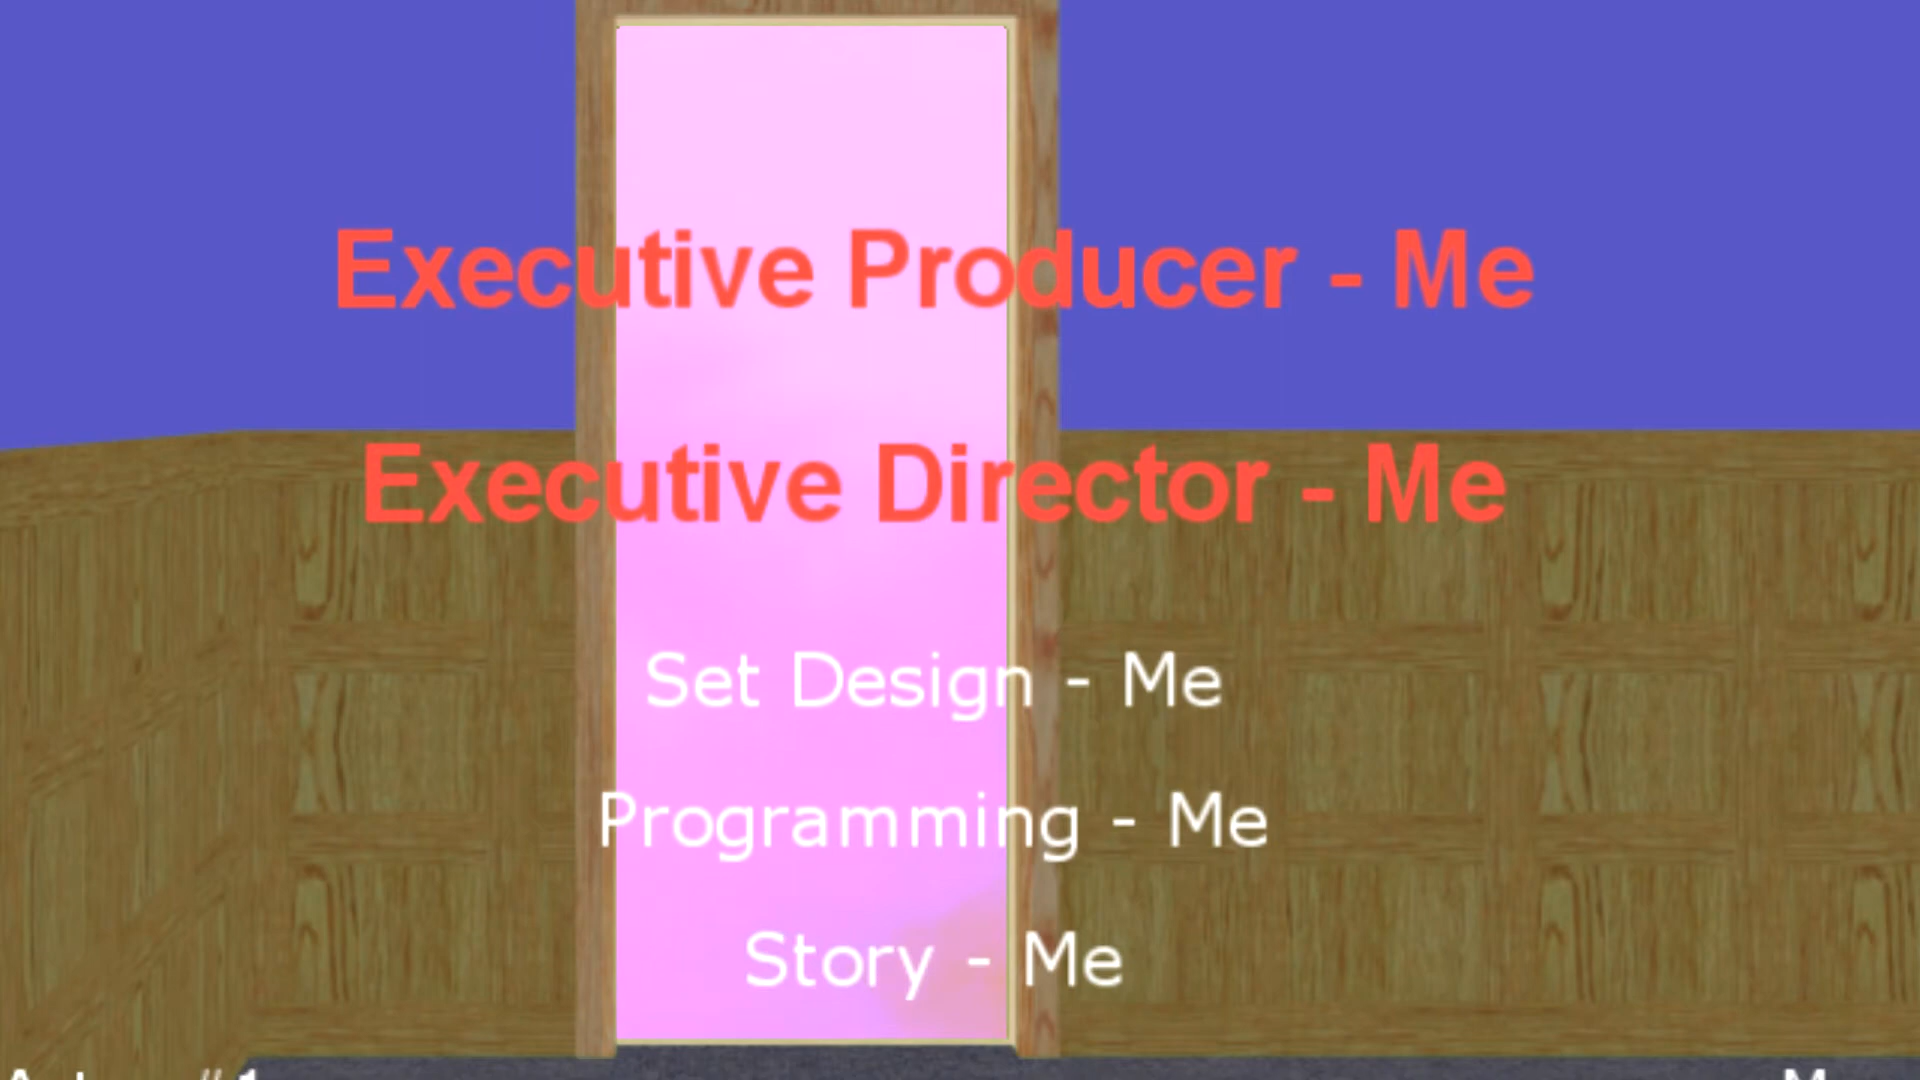 Executive Producer - Me
Executive Director - Me
Set Design - Me
Programming - Me
Story - Me